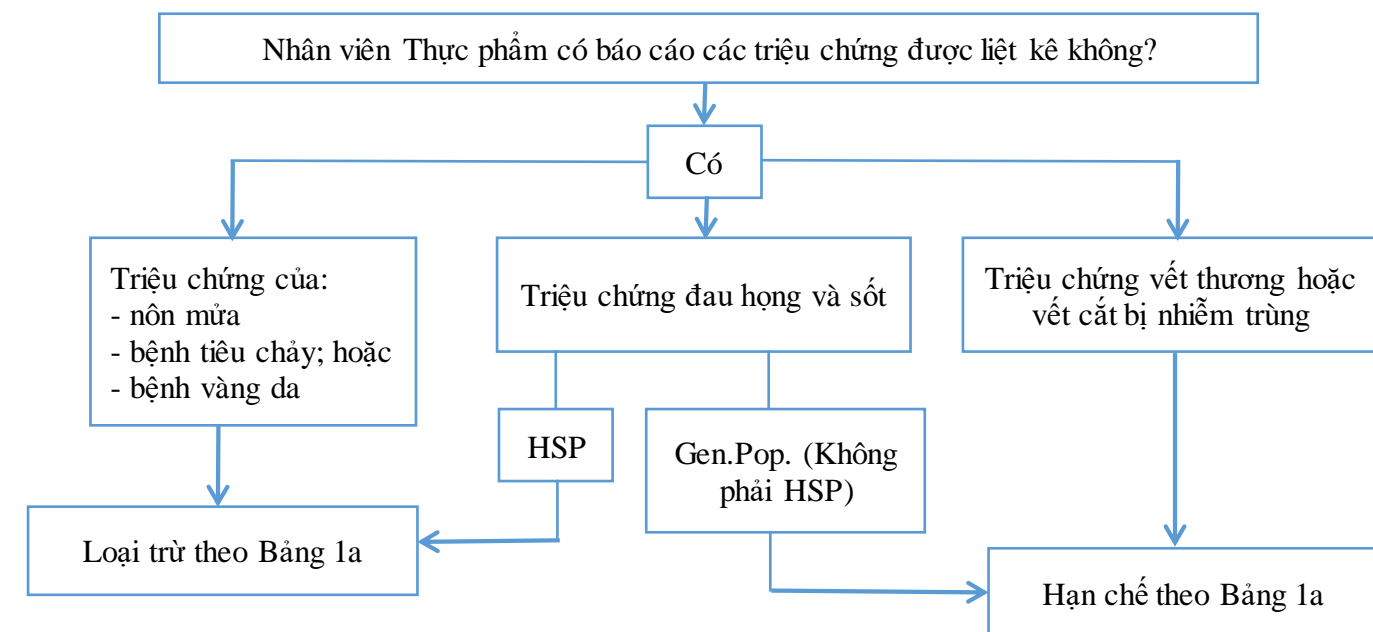 Nhân viên Thực phẩm có báo cáo các triệu chứng được liệt kê không?
Có
Triệu chứng của:
- nôn mửa
- bệnh tiêu chảy; hoặc
- bệnh vàng da
Triệu chứng đau họng và sốt
Triệu chứng vết thương hoặc
vết cắt bị nhiễm trùng
HSP
Gen.Pop. (Không
phải HSP)
Loại trừ theo Bảng 1a
Hạn chế theo Bảng 1a